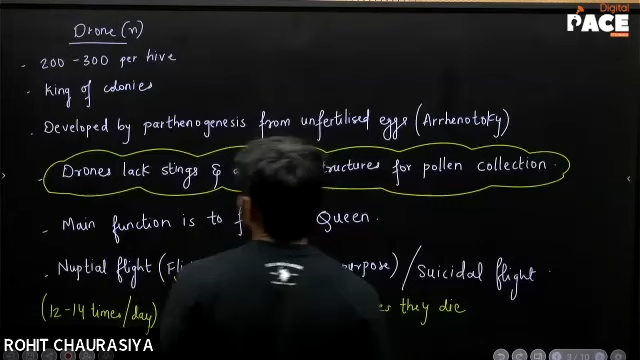 Drone (n)
Digital
PACE
- 200 - 300 per hive
- King of colonies
- Developed by parthenogenesis from unfertilised eggs (Arrhenotoky)
- Drones lack stings & structures for pollen collection.
- Main function is to Queen.
- Nuptial flight ( purpose) / Suicidal flight.
(12-14 times/day) they die
ROHIT CHAURASIYA
3 / 10